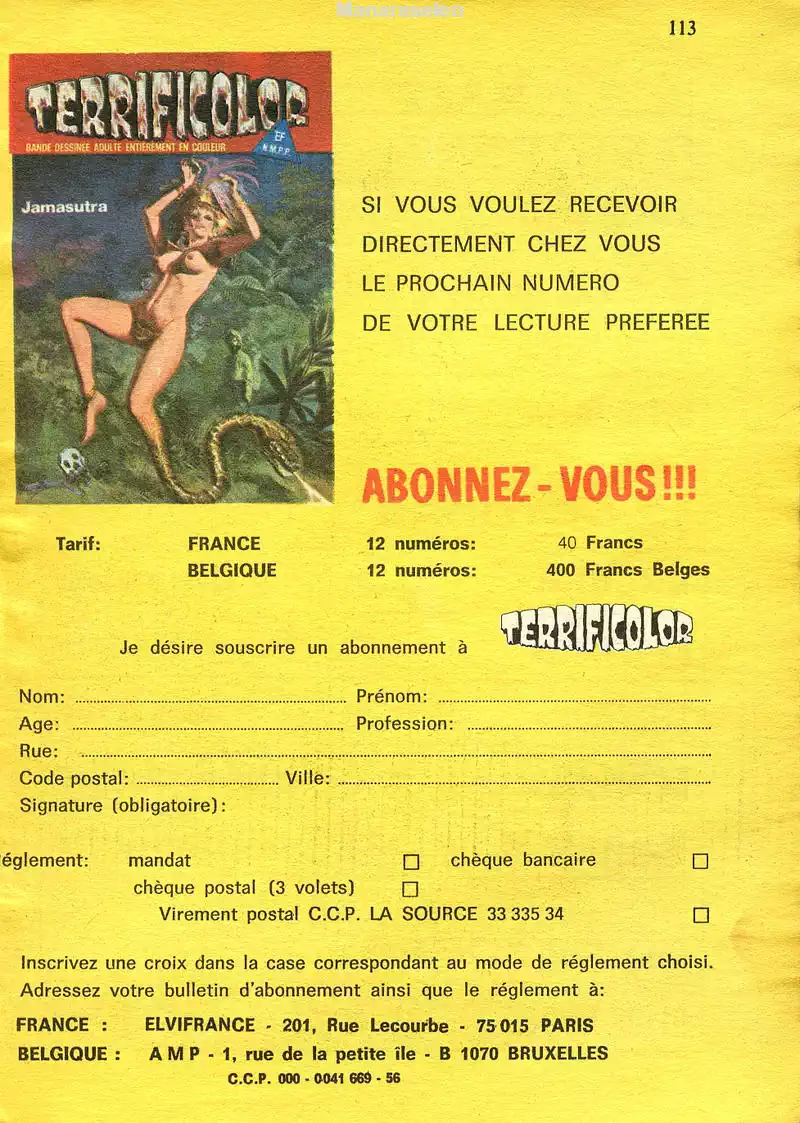 Manareselen
113
TERRIFICOLOR
BANDE DESSINEE ADULTE ENTIEREMENT EN COULEUR
EF
N.M.P.P.
Jamasutra
SI VOUS VOULEZ RECEVOIR
DIRECTEMENT CHEZ VOUS
LE PROCHAIN NUMERO
DE VOTRE LECTURE PREFEREE
ABONNEZ-VOUS!!!
Tarif: FRANCE 12 numéros: 40 Francs
BELGIQUE 12 numéros: 400 Francs Belges
Je désire souscrire un abonnement à TERRIFICOLOR
Nom: Prénom:
Age: Profession:
Rue:
Code postal: Ville:
Signature (obligatoire):
églement: mandat chèque bancaire
chèque postal (3 volets)
Virement postal C.C.P. LA SOURCE 33 335 34
Inscrivez une croix dans la case correspondant au mode de réglement choisi.
Adressez votre bulletin d'abonnement ainsi que le réglement à:
FRANCE : ELVIFRANCE - 201, Rue Lecourbe - 75 015 PARIS
BELGIQUE : A M P - 1, rue de la petite île - B 1070 BRUXELLES
C.C.P. 000 - 0041 669 - 56